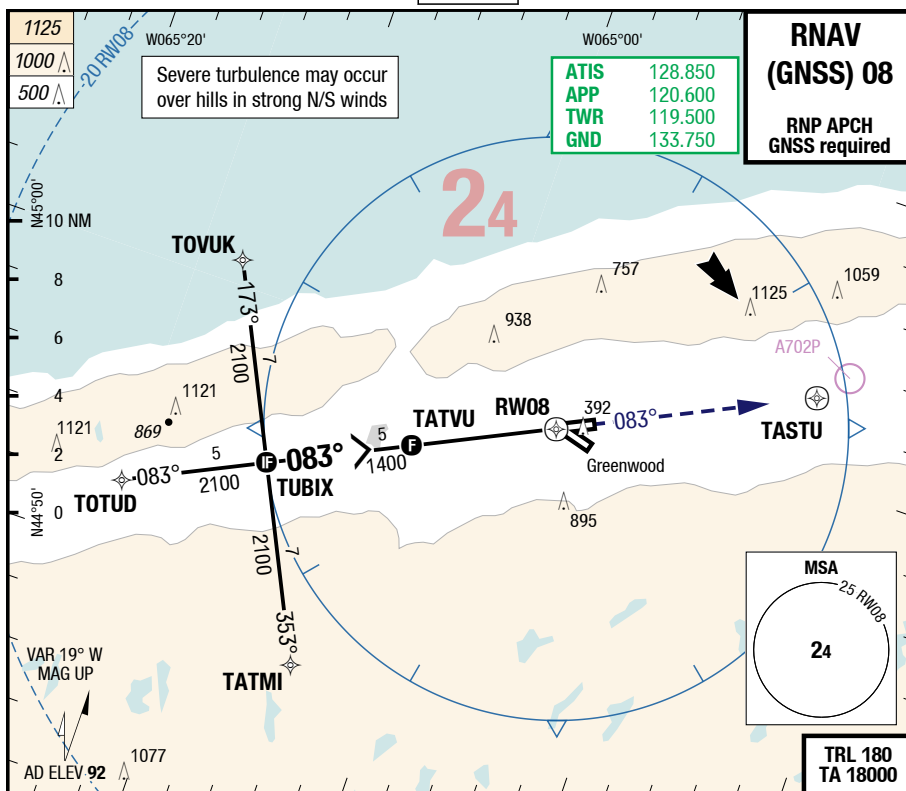 1125
1000
500
20 RW08
W065°20'
W065°00'
Severe turbulence may occur
over hills in strong N/S winds
ATIS 128.850
APP 120.600
TWR 119.500
GND 133.750
RNAV
(GNSS) 08
RNP APCH
GNSS required
24
N45°00'
10 NM
8
6
4
2
0
N44°50'
TOVUK
173°
7
2100
757
1125
1059
938
A702P
1121
1121
869
TATVU
RW08
392
083°
TASTU
5
083°
5
1400
Greenwood
083°
2100
TOTUD
IF
TUBIX
F
895
7
2100
353°
TATMI
MSA
25 RW08
24
VAR 19° W
MAG UP
AD ELEV 92
1077
TRL 180
TA 18000